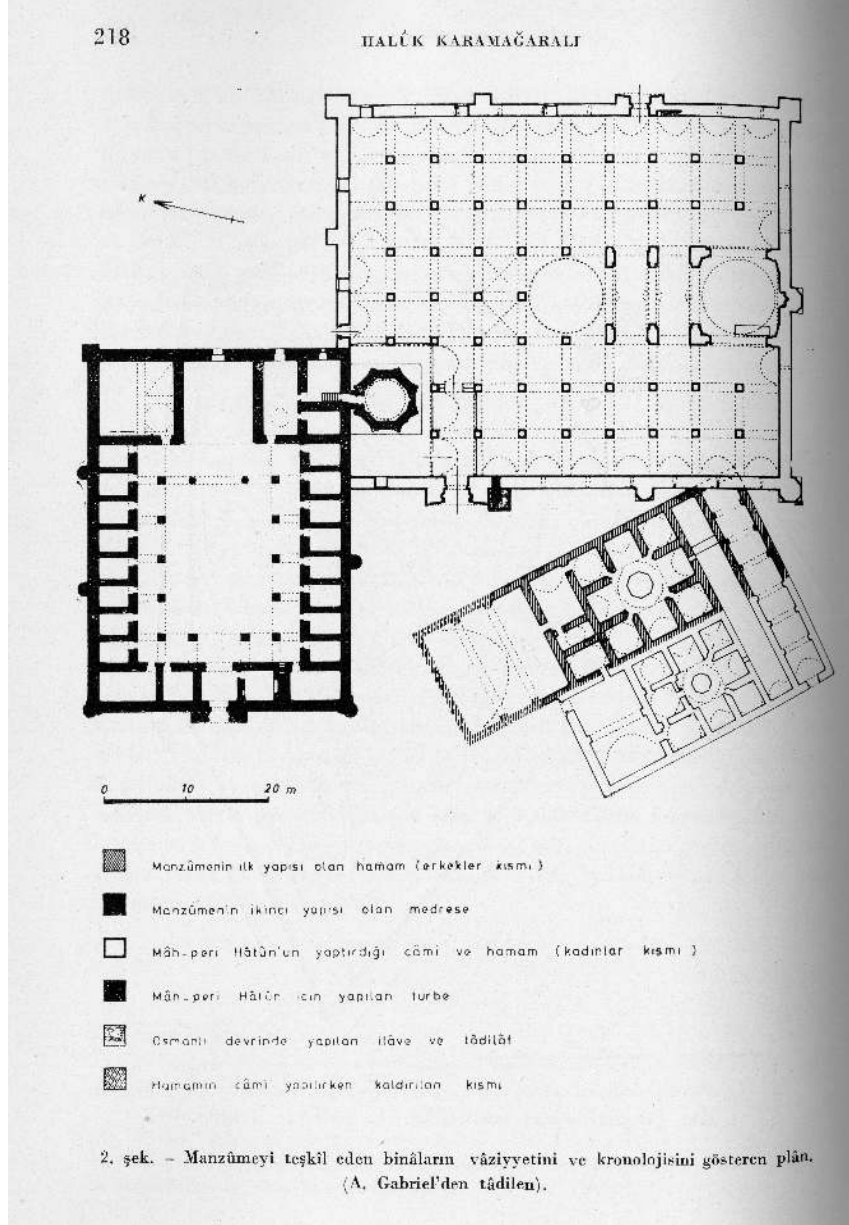 218
HALÛK KARAMAĞARALI
K
0 10 20 m
Manzûmenin ilk yapısı olan hamam (erkekler kısmı)
Manzûmenin ikinci yapısı olan medrese
Mâh-peri Hâtûn'un yaptırdığı câmi ve hamam (kadınlar kısmı)
Mâh-peri Hâtûn için yapılan türbe
Osmanlı devrinde yapılan ilâve ve tâdilât
Hamamın câmi yapılırken kaldırılan kısmı
2. şek. – Manzûmeyi teşkîl eden binâların vâziyyetini ve kronolojisini gösteren plân.
(A. Gabriel'den tâdilen).